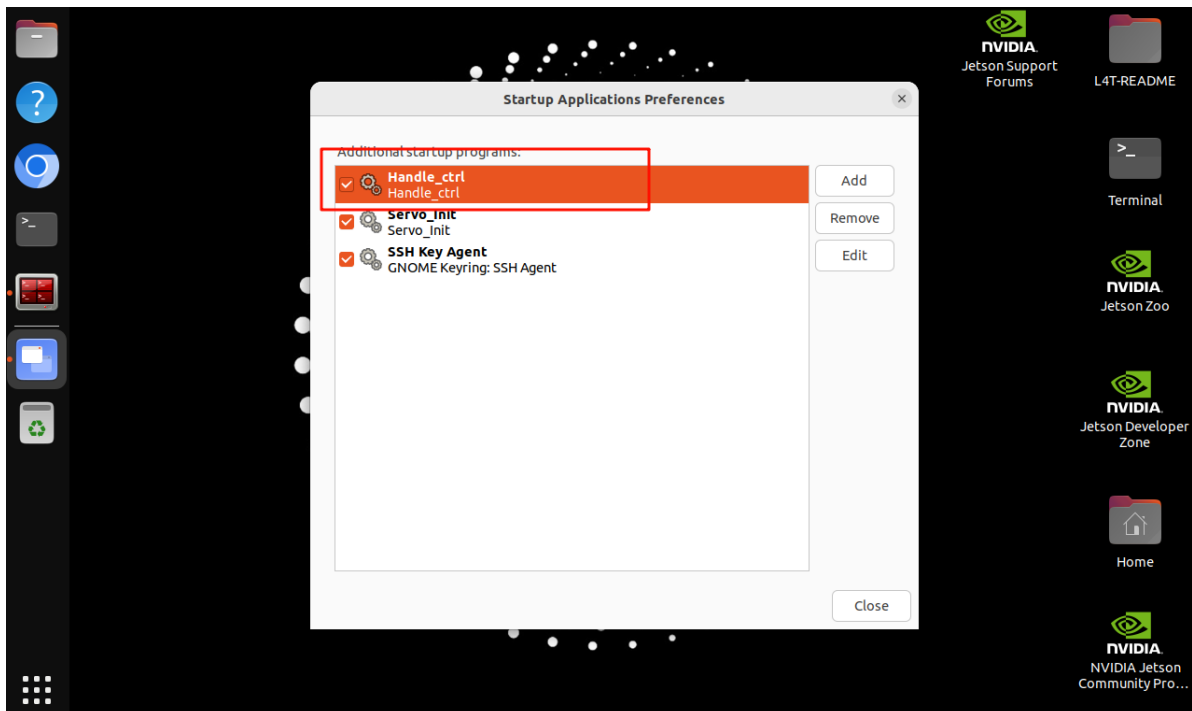 Startup Applications Preferences
Additional startup programs:
Handle_ctrl
Handle_ctrl
Servo_Init
Servo_Init
SSH Key Agent
GNOME Keyring: SSH Agent
Add
Remove
Edit
Close
NVIDIA.
Jetson Support
Forums
L4T-README
>_
Terminal
NVIDIA.
Jetson Zoo
NVIDIA.
Jetson Developer
Zone
Home
NVIDIA.
NVIDIA Jetson
Community Pro...
?
>_